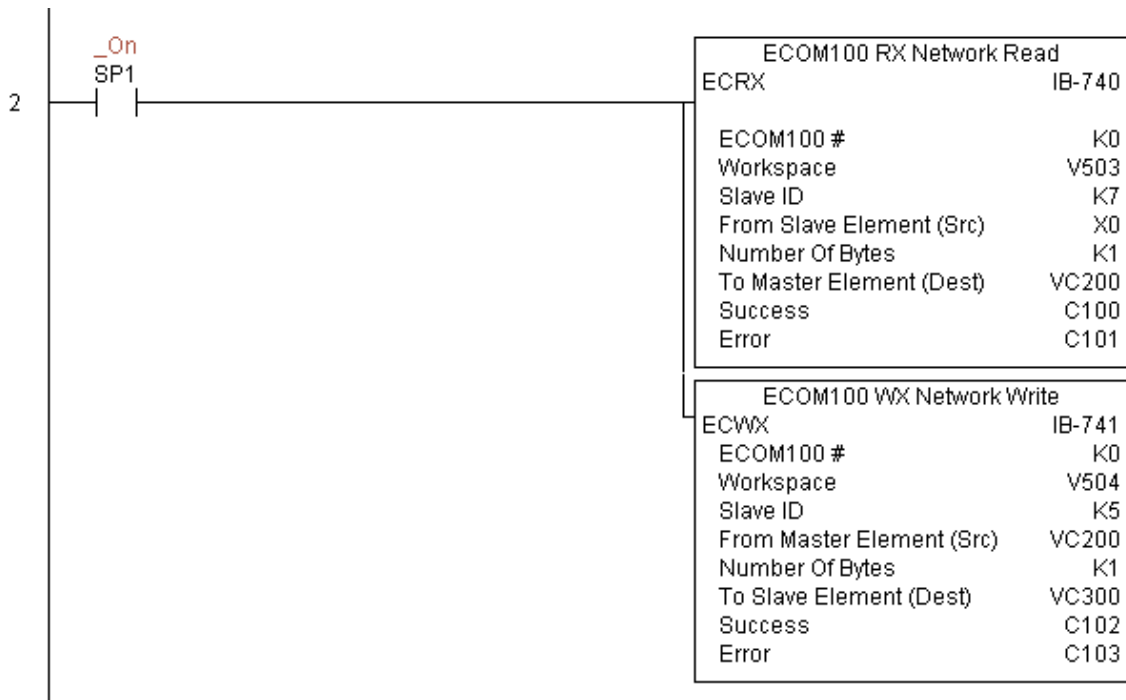 _On
SP1
2
ECOM100 RX Network Read
ECRX IB-740
ECOM100 # K0
Workspace V503
Slave ID K7
From Slave Element (Src) X0
Number Of Bytes K1
To Master Element (Dest) VC200
Success C100
Error C101
ECOM100 WX Network Write
ECWX IB-741
ECOM100 # K0
Workspace V504
Slave ID K5
From Master Element (Src) VC200
Number Of Bytes K1
To Slave Element (Dest) VC300
Success C102
Error C103